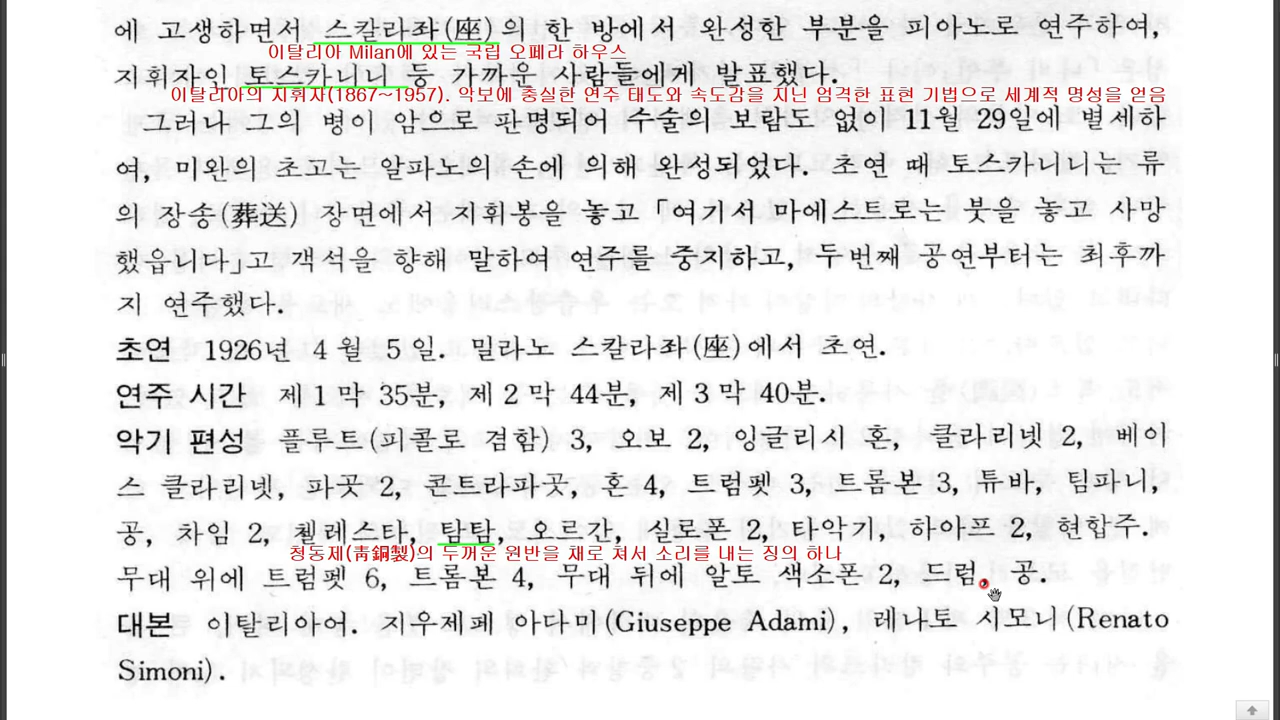 에 고생하면서 스칼라좌(座)의 한 방에서 완성한 부분을 피아노로 연주하여,
이탈리아 Milan에 있는 국립 오페라 하우스
지휘자인 토스카니니 등 가까운 사람들에게 발표했다.
이탈리아의 지휘자(1867~1957). 악보에 충실한 연주 태도와 속도감을 지닌 엄격한 표현 기법으로 세계적 명성을 얻음
그러나 그의 병이 암으로 판명되어 수술의 보람도 없이 11월 29일에 별세하
여, 미완의 초고는 알파노의 손에 의해 완성되었다. 초연 때 토스카니니는 류
의 장송(葬送) 장면에서 지휘봉을 놓고 「여기서 마에스트로는 붓을 놓고 사망
했읍니다」고 객석을 향해 말하여 연주를 중지하고, 두번째 공연부터는 최후까
지 연주했다.
초연 1926년 4월 5일. 밀라노 스칼라좌(座)에서 초연.
연주 시간 제 1 막 35분, 제 2 막 44분, 제 3 막 40분.
악기 편성 플루트(피콜로 겸함) 3, 오보 2, 잉글리시 혼, 클라리넷 2, 베이
스 클라리넷, 파곳 2, 콘트라파곳, 혼 4, 트럼펫 3, 트롬본 3, 튜바, 팀파니,
공, 차임 2, 첼레스타, 탐탐, 오르간, 실로폰 2, 타악기, 하아프 2, 현합주.
청동제(靑銅製)의 두꺼운 원반을 채로 쳐서 소리를 내는 징의 하나
무대 위에 트럼펫 6, 트롬본 4, 무대 뒤에 알토 색소폰 2, 드럼, 공.
대본 이틸리아어. 지우제페 아다미(Giuseppe Adami), 레나토 시모니(Renato
Simoni).